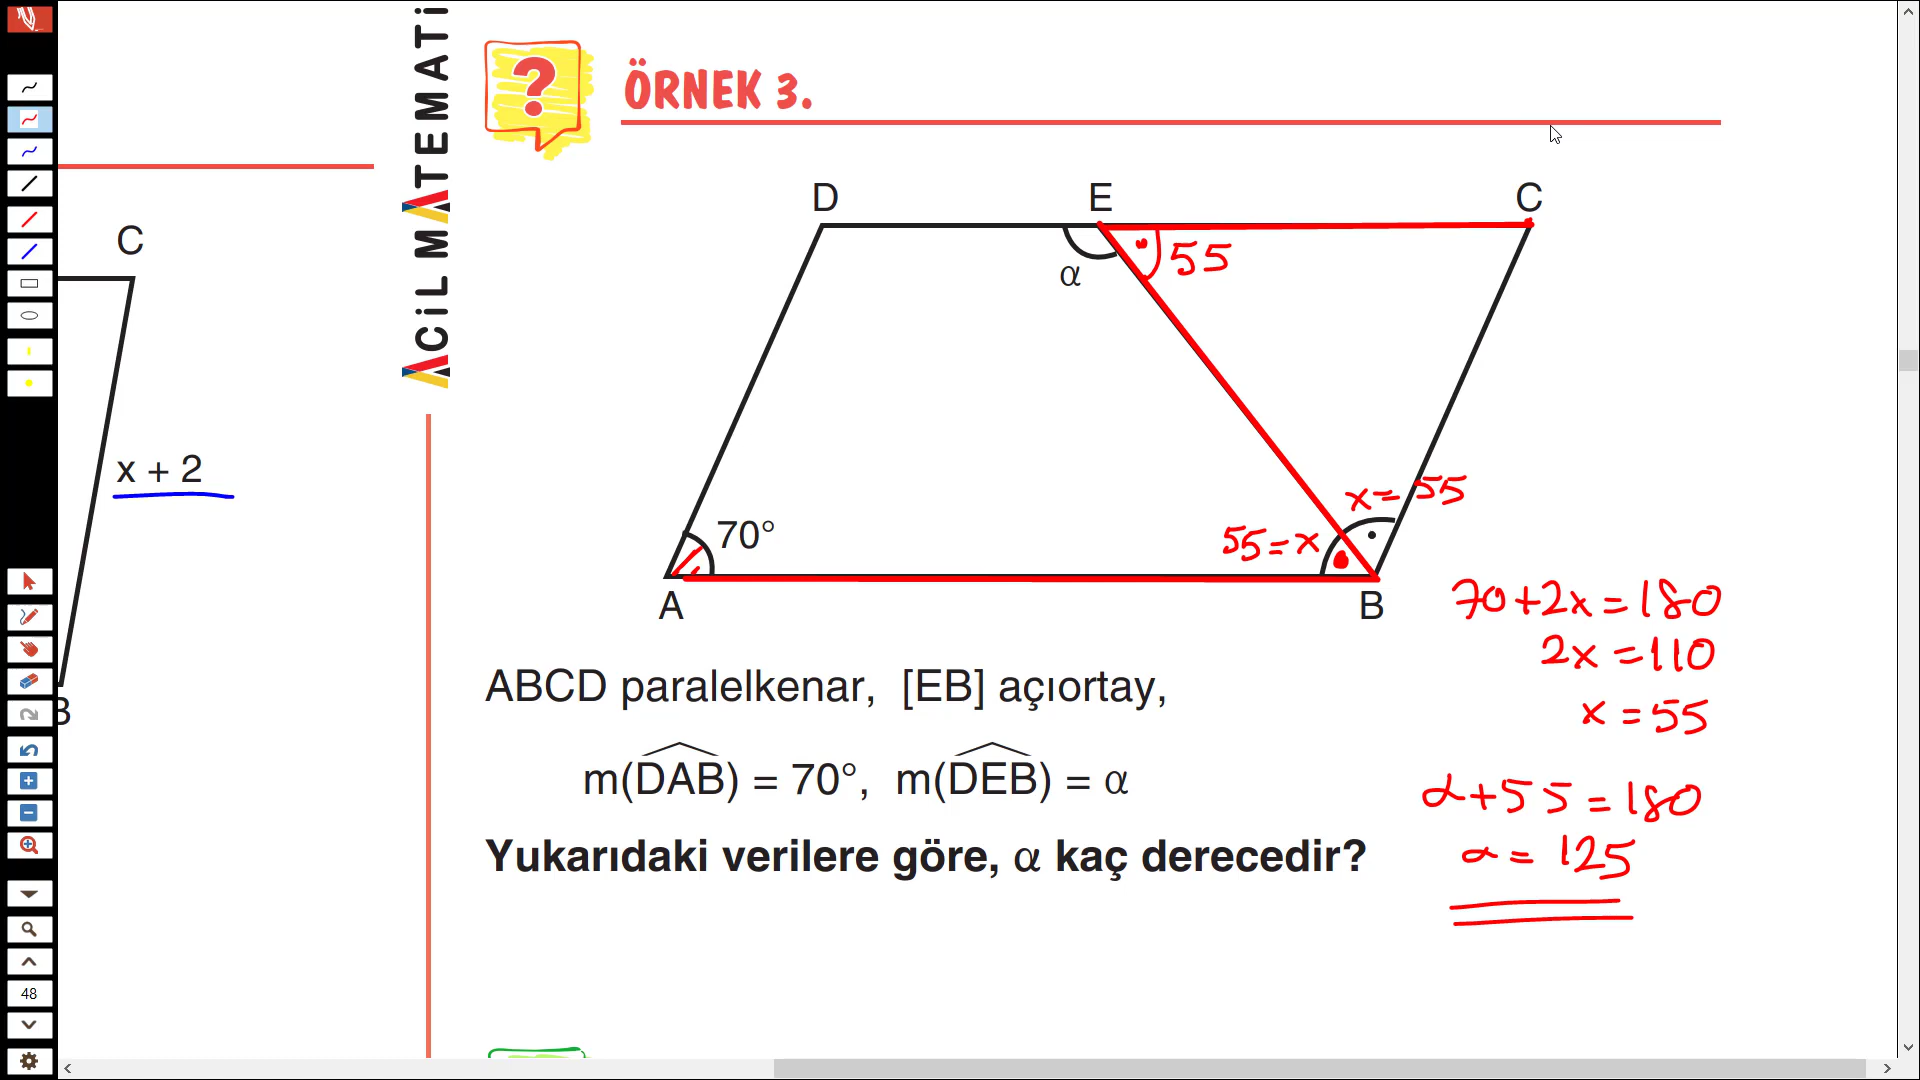 ACİL MATEMATİ
ÖRNEK 3.
D E C
α 55
70°
x=55
55=x
A B
70+2x=180
2x=110
x=55
ABCD paralelkenar, [EB] açıortay,
m(DAB) = 70°, m(DEB) = α
α+55=180
Yukarıdaki verilere göre, α kaç derecedir?
α=125
C
x + 2
B
48